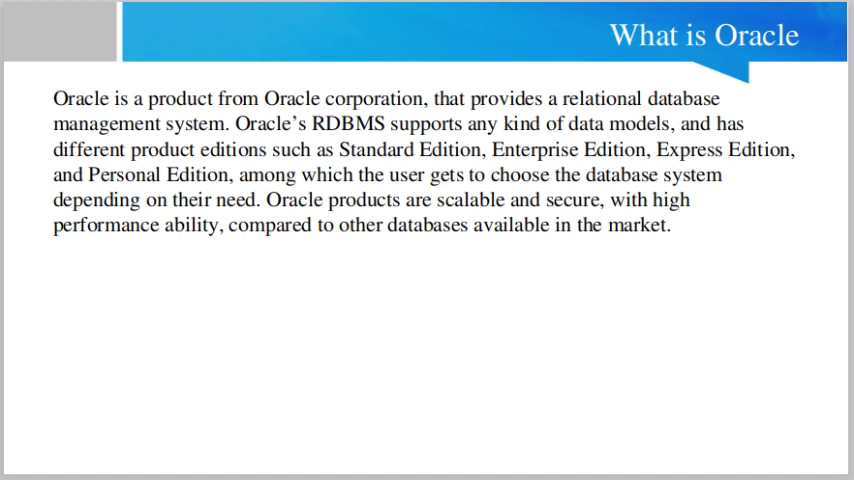 What is Oracle
Oracle is a product from Oracle corporation, that provides a relational database
management system. Oracle’s RDBMS supports any kind of data models, and has
different product editions such as Standard Edition, Enterprise Edition, Express Edition,
and Personal Edition, among which the user gets to choose the database system
depending on their need. Oracle products are scalable and secure, with high
performance ability, compared to other databases available in the market.